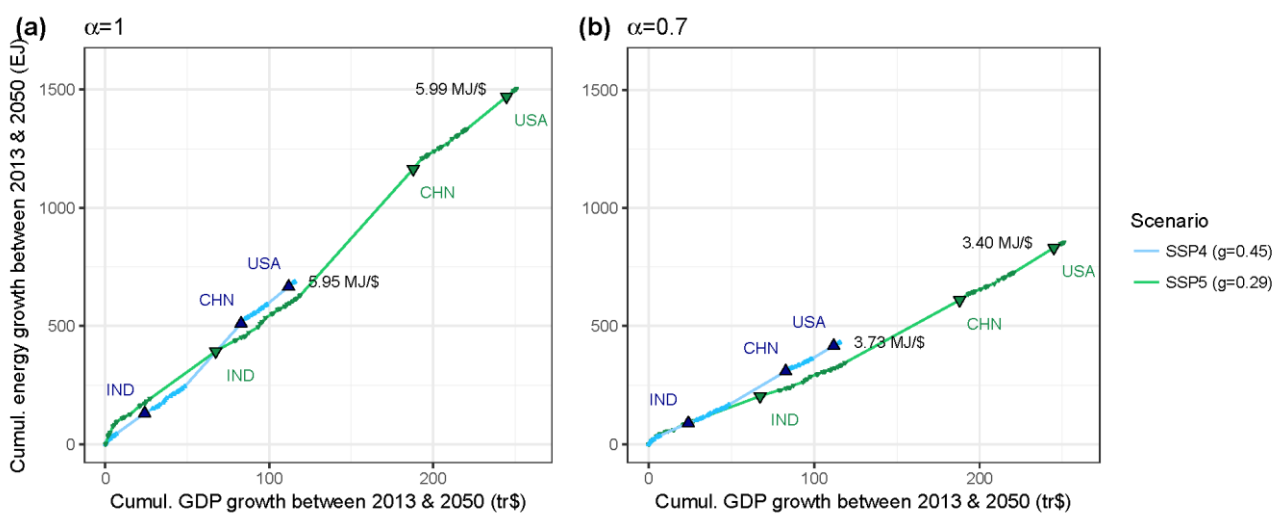 (a) α=1
(b) α=0.7
Cumul. energy growth between 2013 & 2050 (EJ)
1500
1000
500
0
5.99 MJ/$
USA
CHN
USA
5.95 MJ/$
CHN
IND
IND
0 100 200
Cumul. GDP growth between 2013 & 2050 (tr$)
1500
1000
500
0
3.40 MJ/$
USA
CHN
USA
3.73 MJ/$
CHN
IND
IND
0 100 200
Cumul. GDP growth between 2013 & 2050 (tr$)
Scenario
SSP4 (g=0.45)
SSP5 (g=0.29)